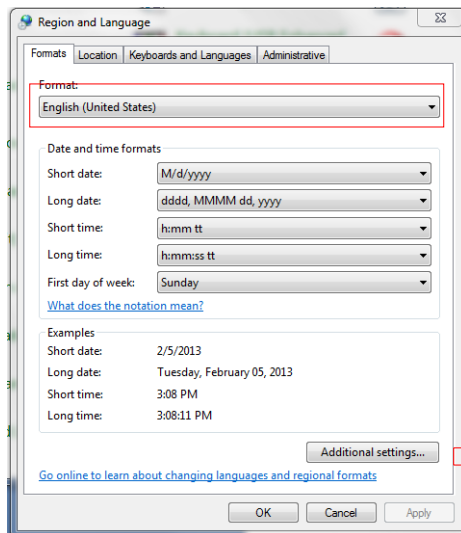 Region and Language
Formats Location Keyboards and Languages Administrative
Format:
English (United States)
Date and time formats
Short date: M/d/yyyy
Long date: dddd, MMMM dd, yyyy
Short time: h:mm tt
Long time: h:mm:ss tt
First day of week: Sunday
What does the notation mean?
Examples
Short date: 2/5/2013
Long date: Tuesday, February 05, 2013
Short time: 3:08 PM
Long time: 3:08:11 PM
Additional settings...
Go online to learn about changing languages and regional formats
OK Cancel Apply